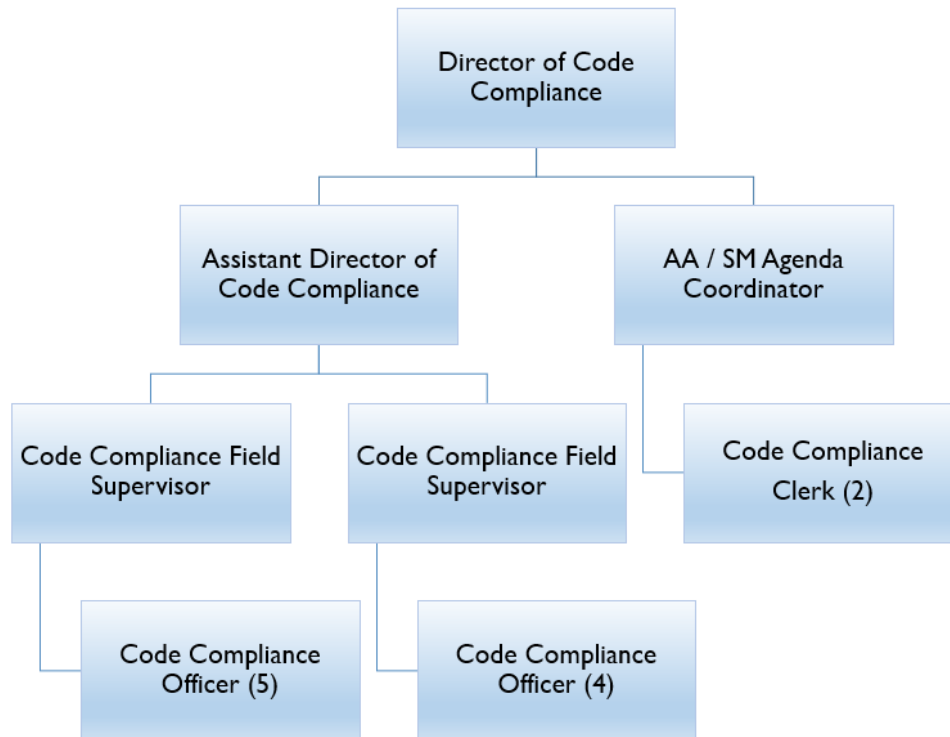 Director of Code
Compliance
Assistant Director of
Code Compliance
AA / SM Agenda
Coordinator
Code Compliance Field
Supervisor
Code Compliance Field
Supervisor
Code Compliance
Clerk (2)
Code Compliance
Officer (5)
Code Compliance
Officer (4)